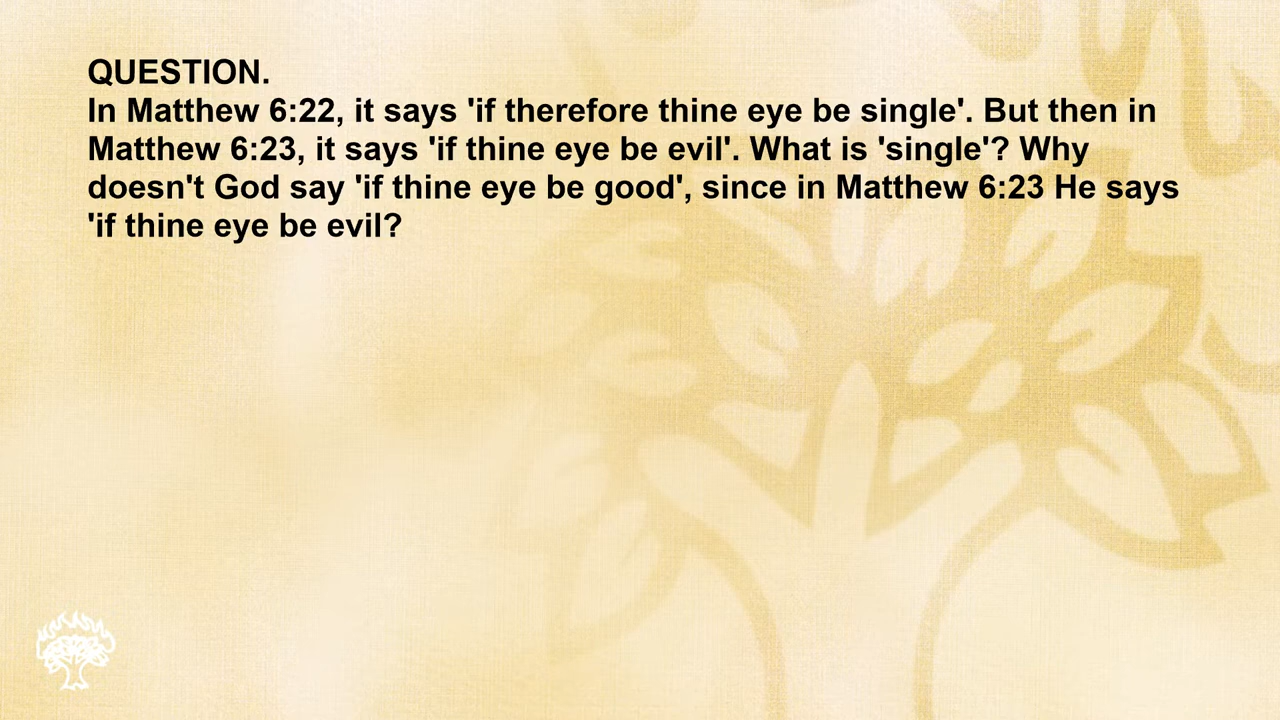 QUESTION.
In Matthew 6:22, it says 'if therefore thine eye be single'. But then in
Matthew 6:23, it says 'if thine eye be evil'. What is 'single'? Why
doesn't God say 'if thine eye be good', since in Matthew 6:23 He says
'if thine eye be evil?